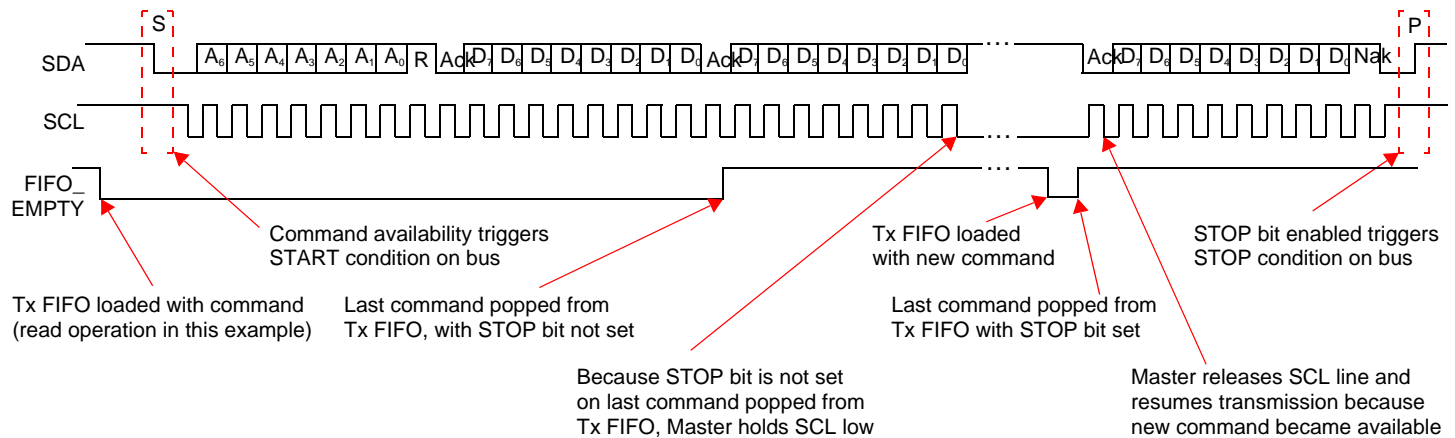 S P
SDA A₆ A₅ A₄ A₃ A₂ A₁ A₀ R Ack D₇ D₆ D₅ D₄ D₃ D₂ D₁ D₀ Ack D₇ D₆ D₅ D₄ D₃ D₂ D₁ D₀ ... Ack D₇ D₆ D₅ D₄ D₃ D₂ D₁ D₀ Nak
SCL ...
FIFO_ ...
EMPTY
Command availability triggers
START condition on bus
Tx FIFO loaded
with new command
STOP bit enabled triggers
STOP condition on bus
Tx FIFO loaded with command
(read operation in this example)
Last command popped from
Tx FIFO, with STOP bit not set
Last command popped from
Tx FIFO with STOP bit set
Because STOP bit is not set
on last command popped from
Tx FIFO, Master holds SCL low
Master releases SCL line and
resumes transmission because
new command became available